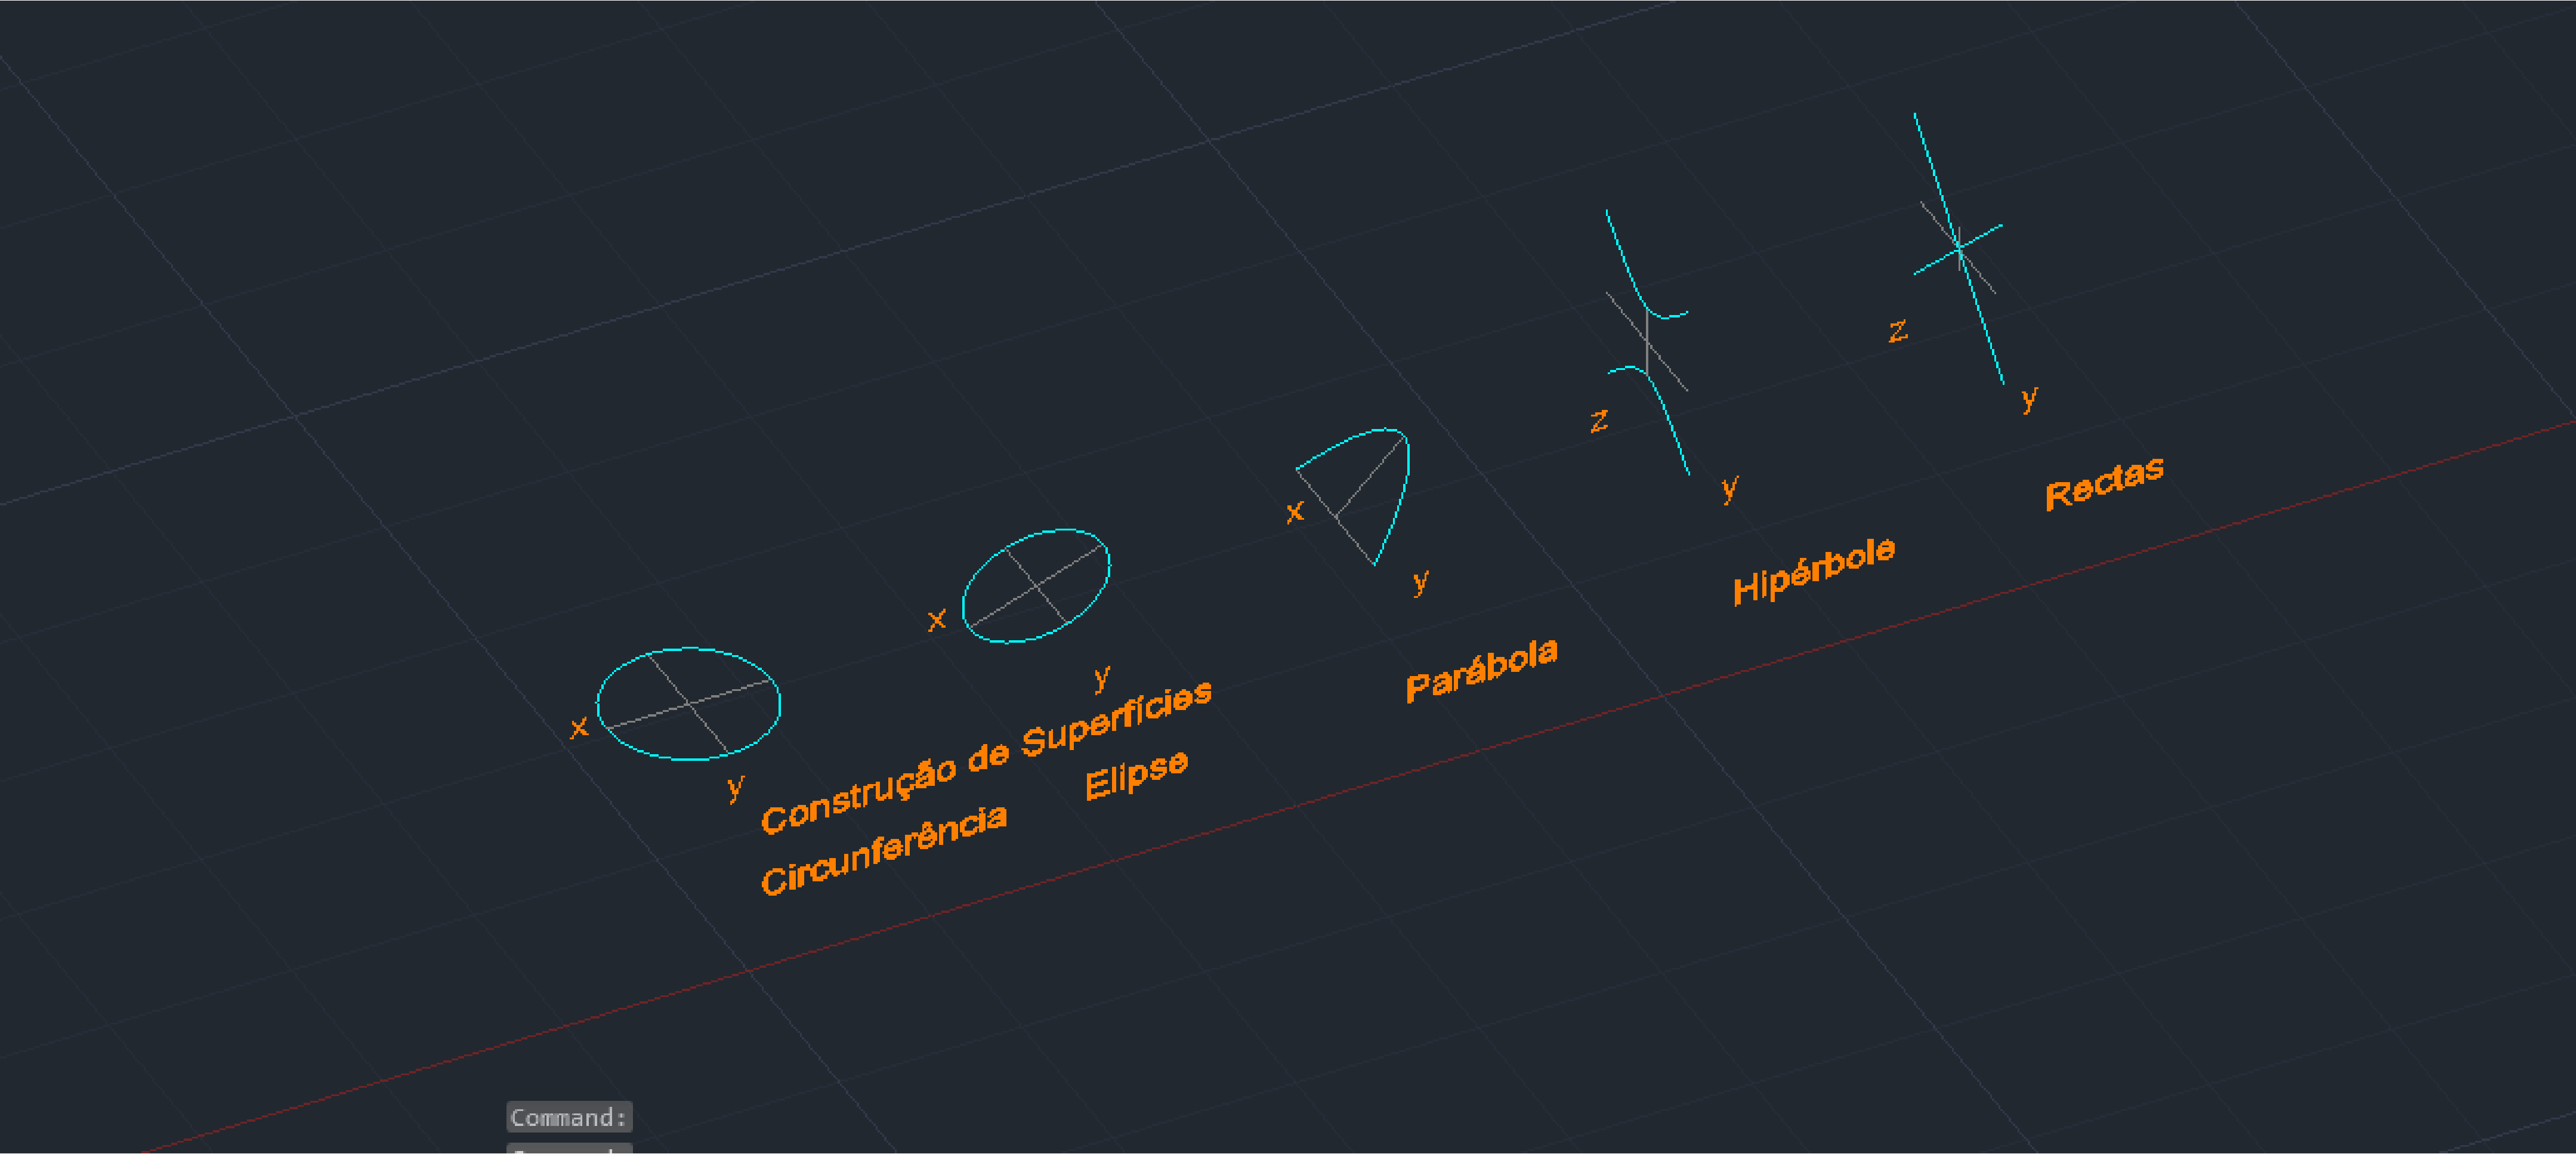 z
y
Rectas
z
y
Hipérbole
x
y
Parábola
x
y
Construção de Superfícies
Elipse
x
y
Circunferência
Command: